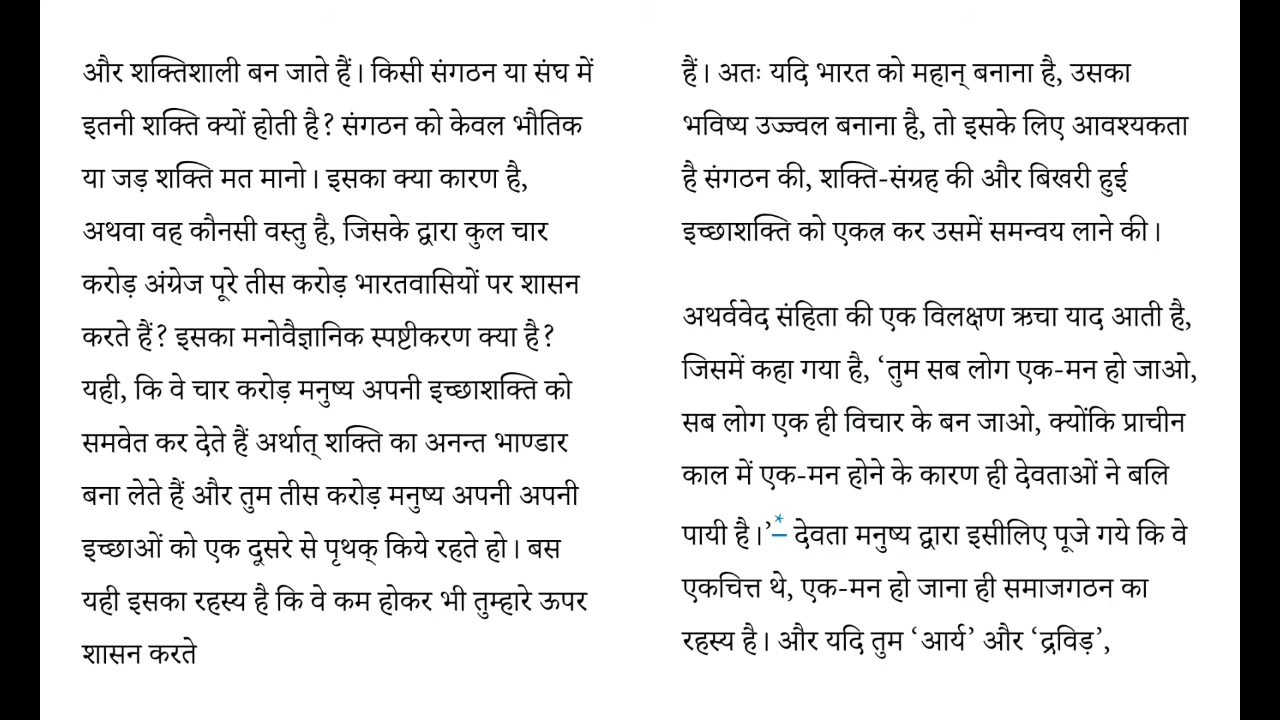 और शक्तिशाली बन जाते हैं। किसी संगठन या संघ में
इतनी शक्ति क्यों होती है? संगठन को केवल भौतिक
या जड़ शक्ति मत मानो। इसका क्या कारण है,
अथवा वह कौनसी वस्तु है, जिसके द्वारा कुल चार
करोड़ अंग्रेज पूरे तीस करोड़ भारतवासियों पर शासन
करते हैं? इसका मनोवैज्ञानिक स्पष्टीकरण क्या है?
यही, कि वे चार करोड़ मनुष्य अपनी इच्छाशक्ति को
समवेत कर देते हैं अर्थात् शक्ति का अनन्त भाण्डार
बना लेते हैं और तुम तीस करोड़ मनुष्य अपनी अपनी
इच्छाओं को एक दूसरे से पृथक् किये रहते हो। बस
यही इसका रहस्य है कि वे कम होकर भी तुम्हारे ऊपर
शासन करते
हैं। अतः यदि भारत को महान् बनाना है, उसका
भविष्य उज्ज्वल बनाना है, तो इसके लिए आवश्यकता
है संगठन की, शक्ति-संग्रह की और बिखरी हुई
इच्छाशक्ति को एकत्र कर उसमें समन्वय लाने की।
अथर्ववेद संहिता की एक विलक्षण ऋचा याद आती है,
जिसमें कहा गया है, ‘तुम सब लोग एक-मन हो जाओ,
सब लोग एक ही विचार के बन जाओ, क्योंकि प्राचीन
काल में एक-मन होने के कारण ही देवताओं ने बलि
पायी है।’* देवता मनुष्य द्वारा इसीलिए पूजे गये कि वे
एकचित्त थे, एक-मन हो जाना ही समाजगठन का
रहस्य है। और यदि तुम ‘आर्य’ और ‘द्रविड़’,